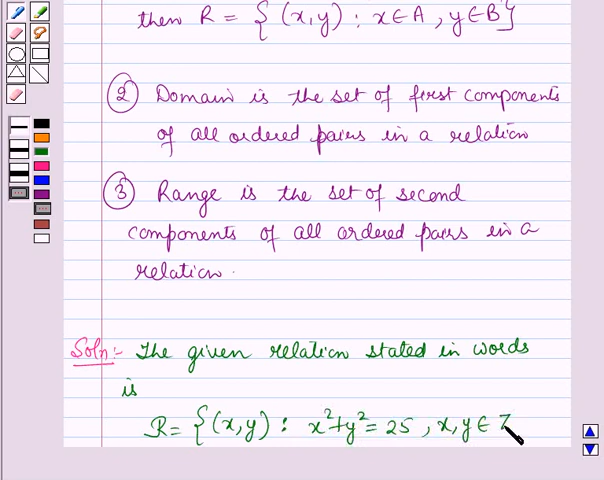 then R = { (x,y) : x∈A , y∈B }
② Domain is the set of first components
of all ordered pairs in a relation
③ Range is the set of second
components of all ordered pairs in a
relation.
Soln:- The given relation stated in words
is
R = { (x,y) : x²+y² = 25 , x,y ∈ Z